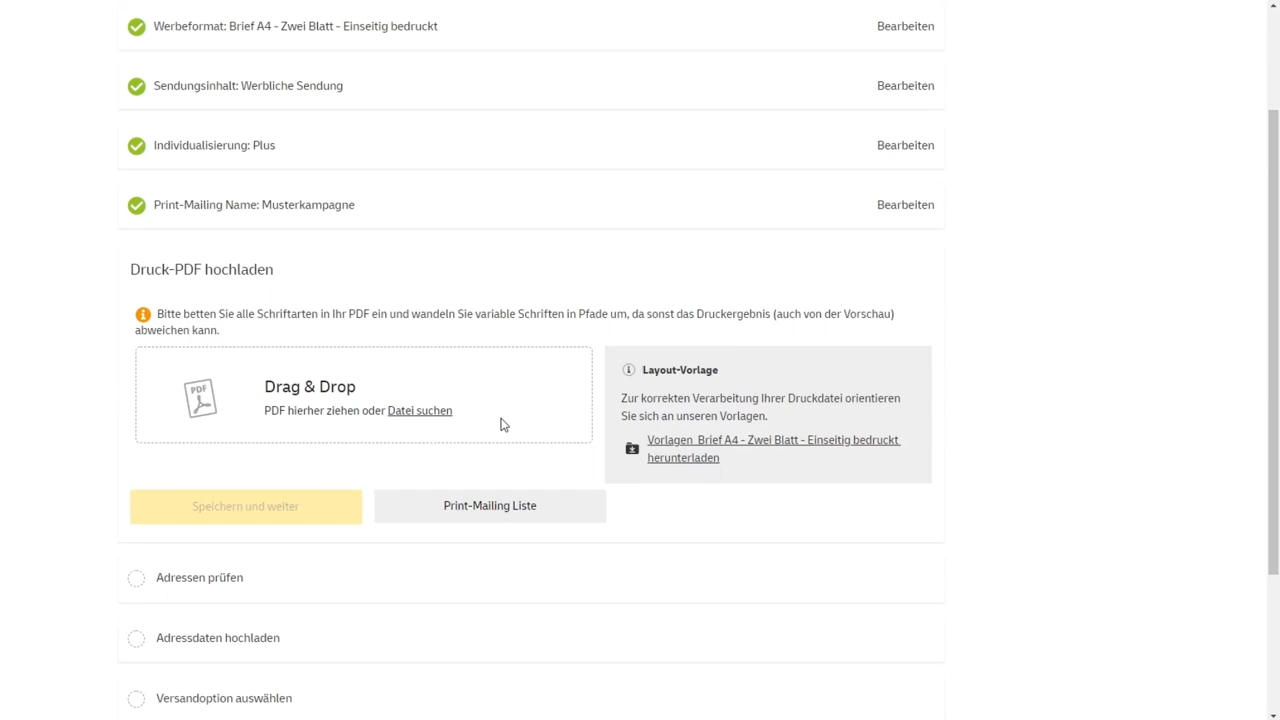 Werbeformat: Brief A4 - Zwei Blatt - Einseitig bedruckt
Bearbeiten
Sendungsinhalt: Werbliche Sendung
Bearbeiten
Individualisierung: Plus
Bearbeiten
Print-Mailing Name: Musterkampagne
Bearbeiten
Druck-PDF hochladen
Bitte betten Sie alle Schriftarten in Ihr PDF ein und wandeln Sie variable Schriften in Pfade um, da sonst das Druckergebnis (auch von der Vorschau)
abweichen kann.
PDF
Drag & Drop
PDF hierher ziehen oder Datei suchen
Layout-Vorlage
Zur korrekten Verarbeitung Ihrer Druckdatei orientieren
Sie sich an unseren Vorlagen.
Vorlagen Brief A4 - Zwei Blatt - Einseitig bedruckt
herunterladen
Speichern und weiter
Print-Mailing Liste
Adressen prüfen
Adressdaten hochladen
Versandoption auswählen